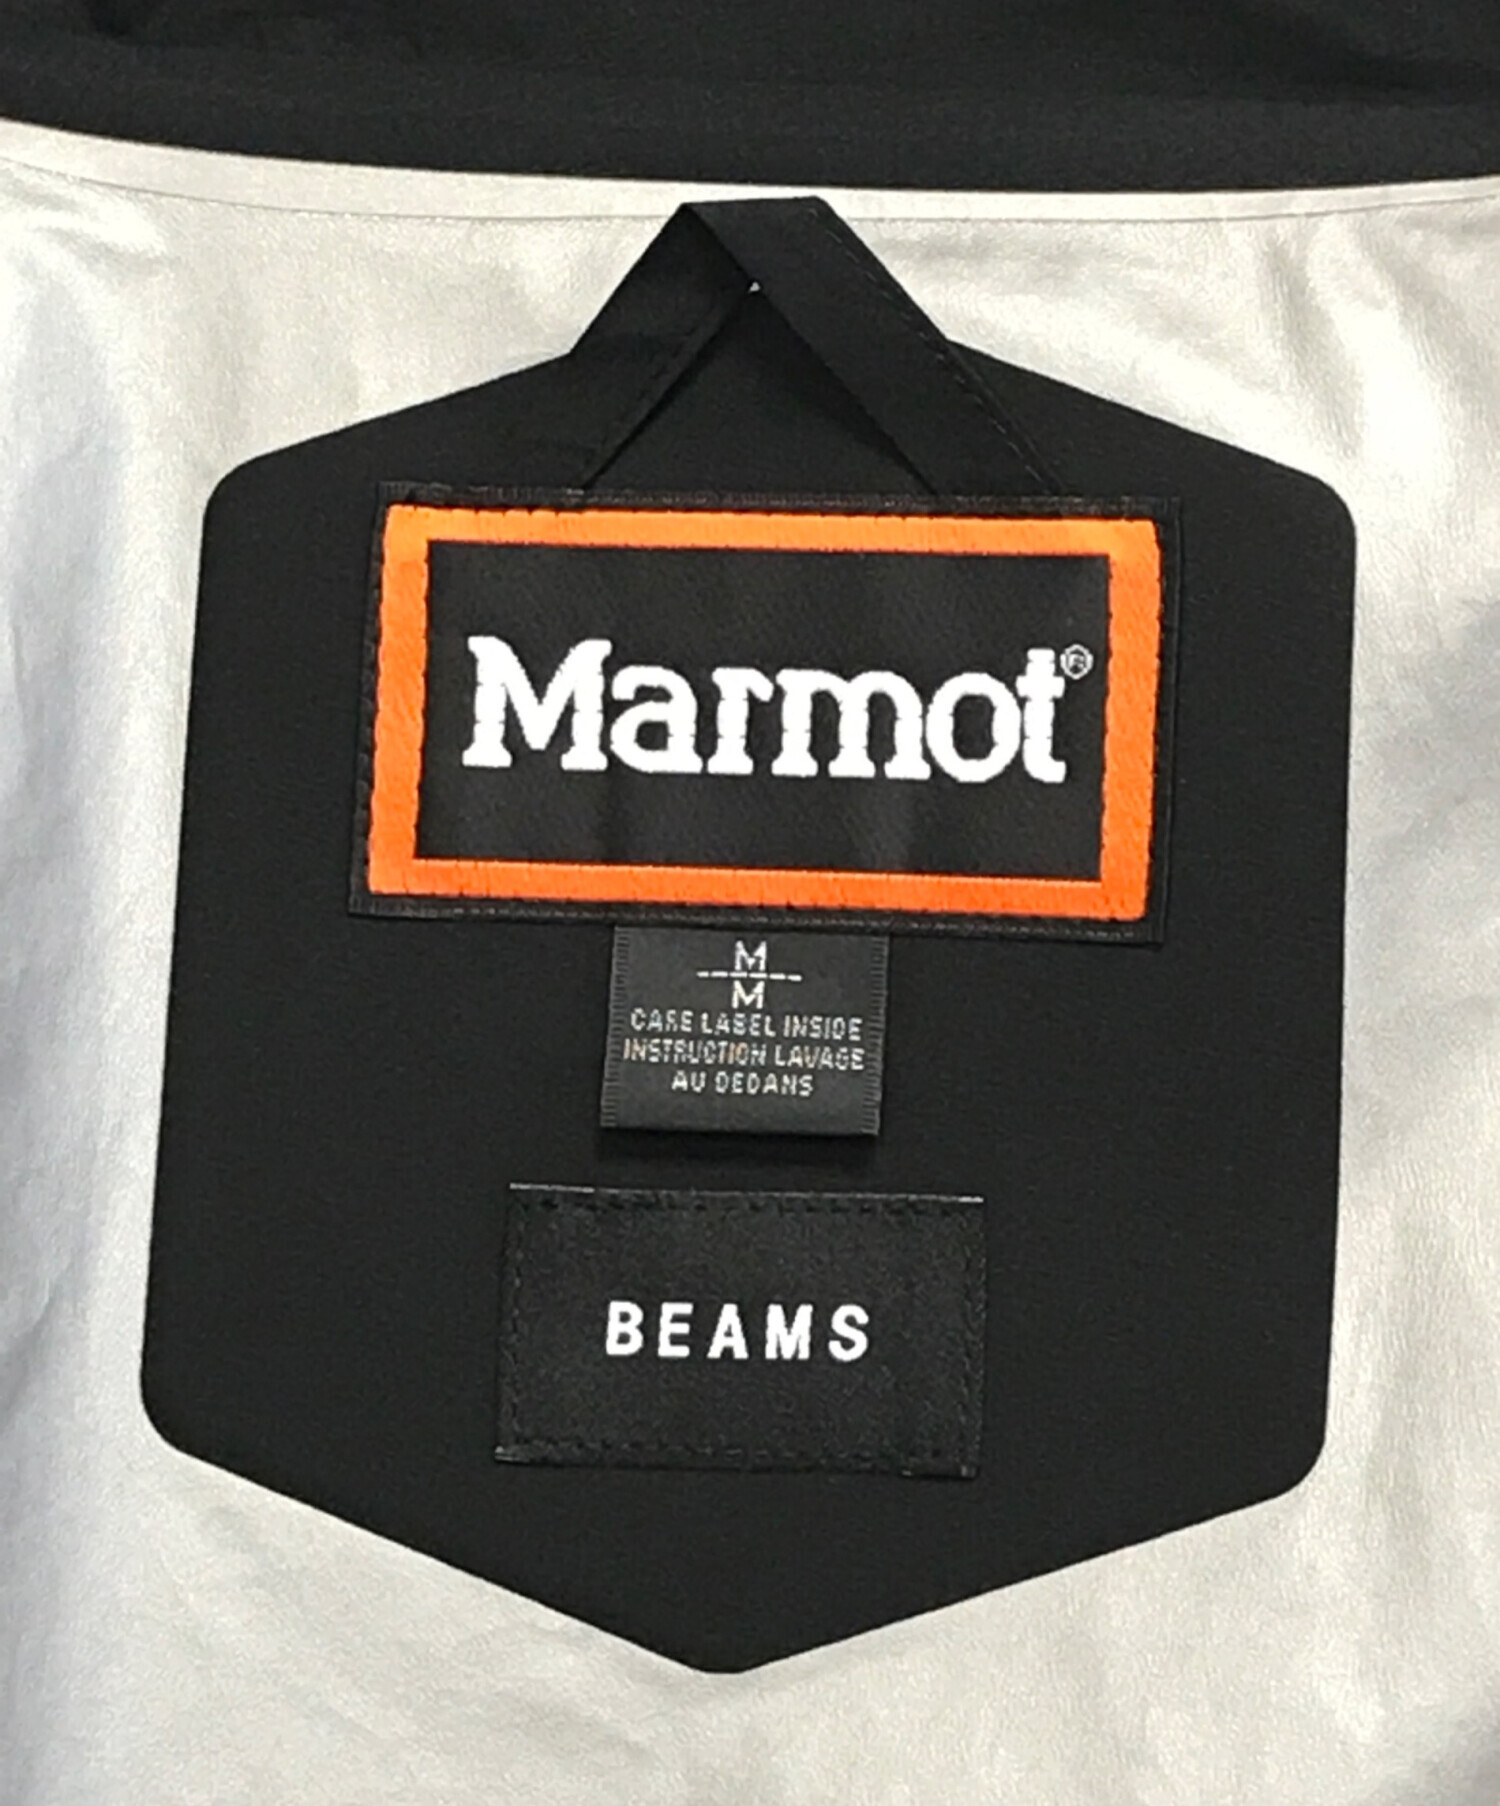 Marmot®
M
M
CARE LABEL INSIDE
INSTRUCTION LAVAGE
AU DEDANS
BEAMS